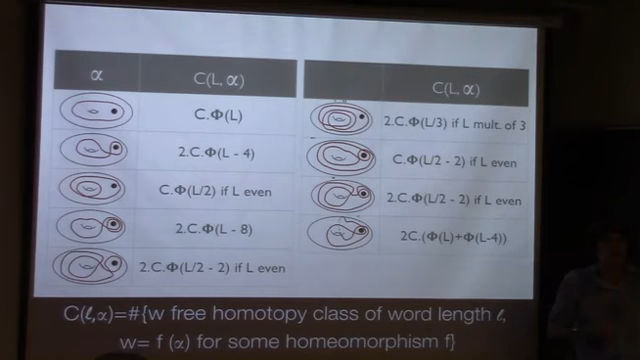 α C(L, α)
C.Φ(L)
2.C.Φ(L - 4)
C.Φ(L/2) if L even
2.C.Φ(L - 8)
2.C.Φ(L/2 - 2) if L even
C(L, α)
2.C.Φ(L/3) if L mult. of 3
C.Φ(L/2 - 2) if L even
2.C.Φ(L/2 - 2) if L even
2C.(Φ(L)+Φ(L-4))
C(ℓ,α)=#{w free homotopy class of word length ℓ,
w= f (α) for some homeomorphism f}